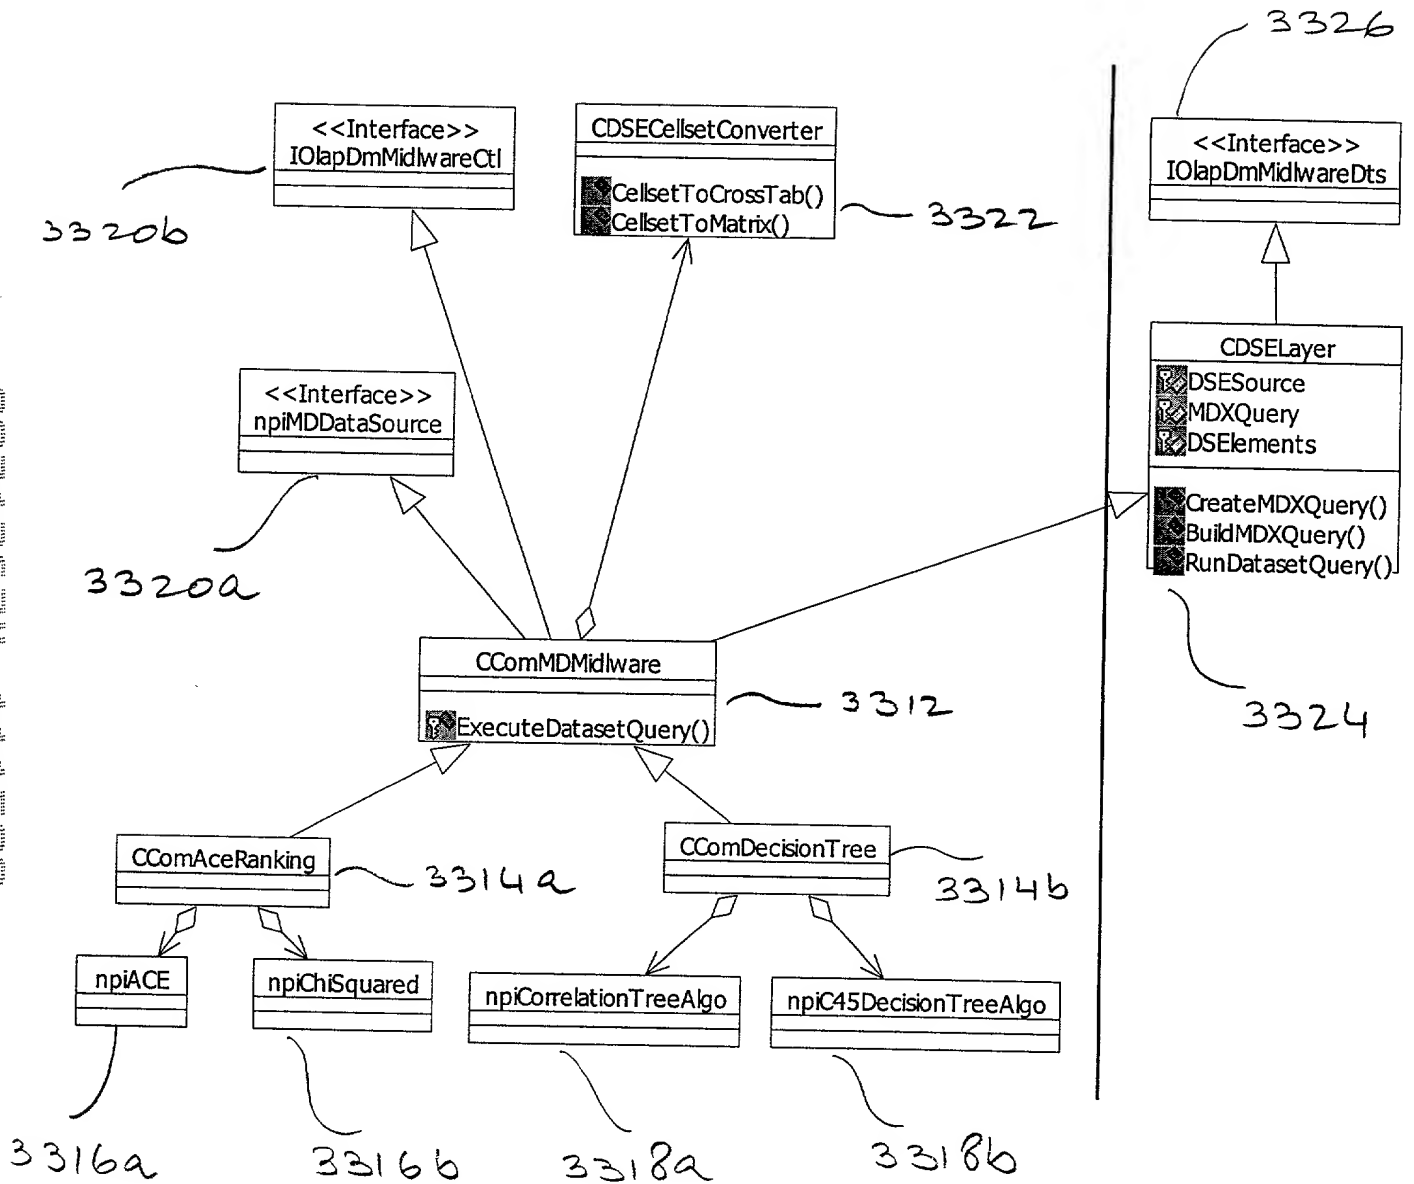 3326
<<Interface>>
IOlapDmMidlwareCtl
3320b
CDSECellsetConverter
CellsetToCrossTab()
CellsetToMatrix()
3322
<<Interface>>
IOlapDmMidlwareDts
<<Interface>>
npiMDDataSource
3320a
CDSELayer
DSESource
MDXQuery
DSElements
CreateMDXQuery()
BuildMDXQuery()
RunDatasetQuery()
3324
CComMDMidlware
ExecuteDatasetQuery()
3312
CComAceRanking
3314a
CComDecisionTree
3314b
npiACE
npiChiSquared
npiCorrelationTreeAlgo
npiC45DecisionTreeAlgo
3316a
3316b
3318a
3318b